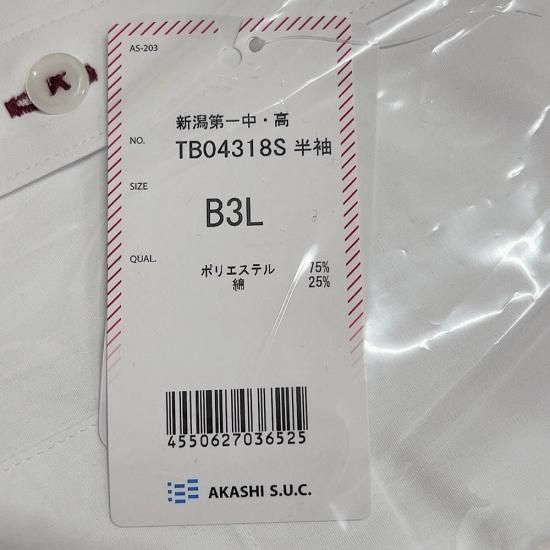 AS-203
新潟第一中・高
NO. TB04318S 半袖
SIZE
B3L
QUAL.
ポリエステル 75%
綿 25%
4550627036525
AKASHI S.U.C.